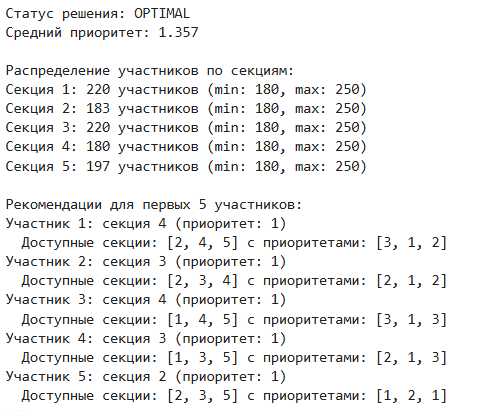 Статус решения: OPTIMAL
Средний приоритет: 1.357
Распределение участников по секциям:
Секция 1: 220 участников (min: 180, max: 250)
Секция 2: 183 участников (min: 180, max: 250)
Секция 3: 220 участников (min: 180, max: 250)
Секция 4: 180 участников (min: 180, max: 250)
Секция 5: 197 участников (min: 180, max: 250)
Рекомендации для первых 5 участников:
Участник 1: секция 4 (приоритет: 1)
Доступные секции: [2, 4, 5] с приоритетами: [3, 1, 2]
Участник 2: секция 3 (приоритет: 1)
Доступные секции: [2, 3, 4] с приоритетами: [2, 1, 2]
Участник 3: секция 4 (приоритет: 1)
Доступные секции: [1, 4, 5] с приоритетами: [3, 1, 3]
Участник 4: секция 3 (приоритет: 1)
Доступные секции: [1, 3, 5] с приоритетами: [2, 1, 3]
Участник 5: секция 2 (приоритет: 1)
Доступные секции: [2, 3, 5] с приоритетами: [1, 2, 1]